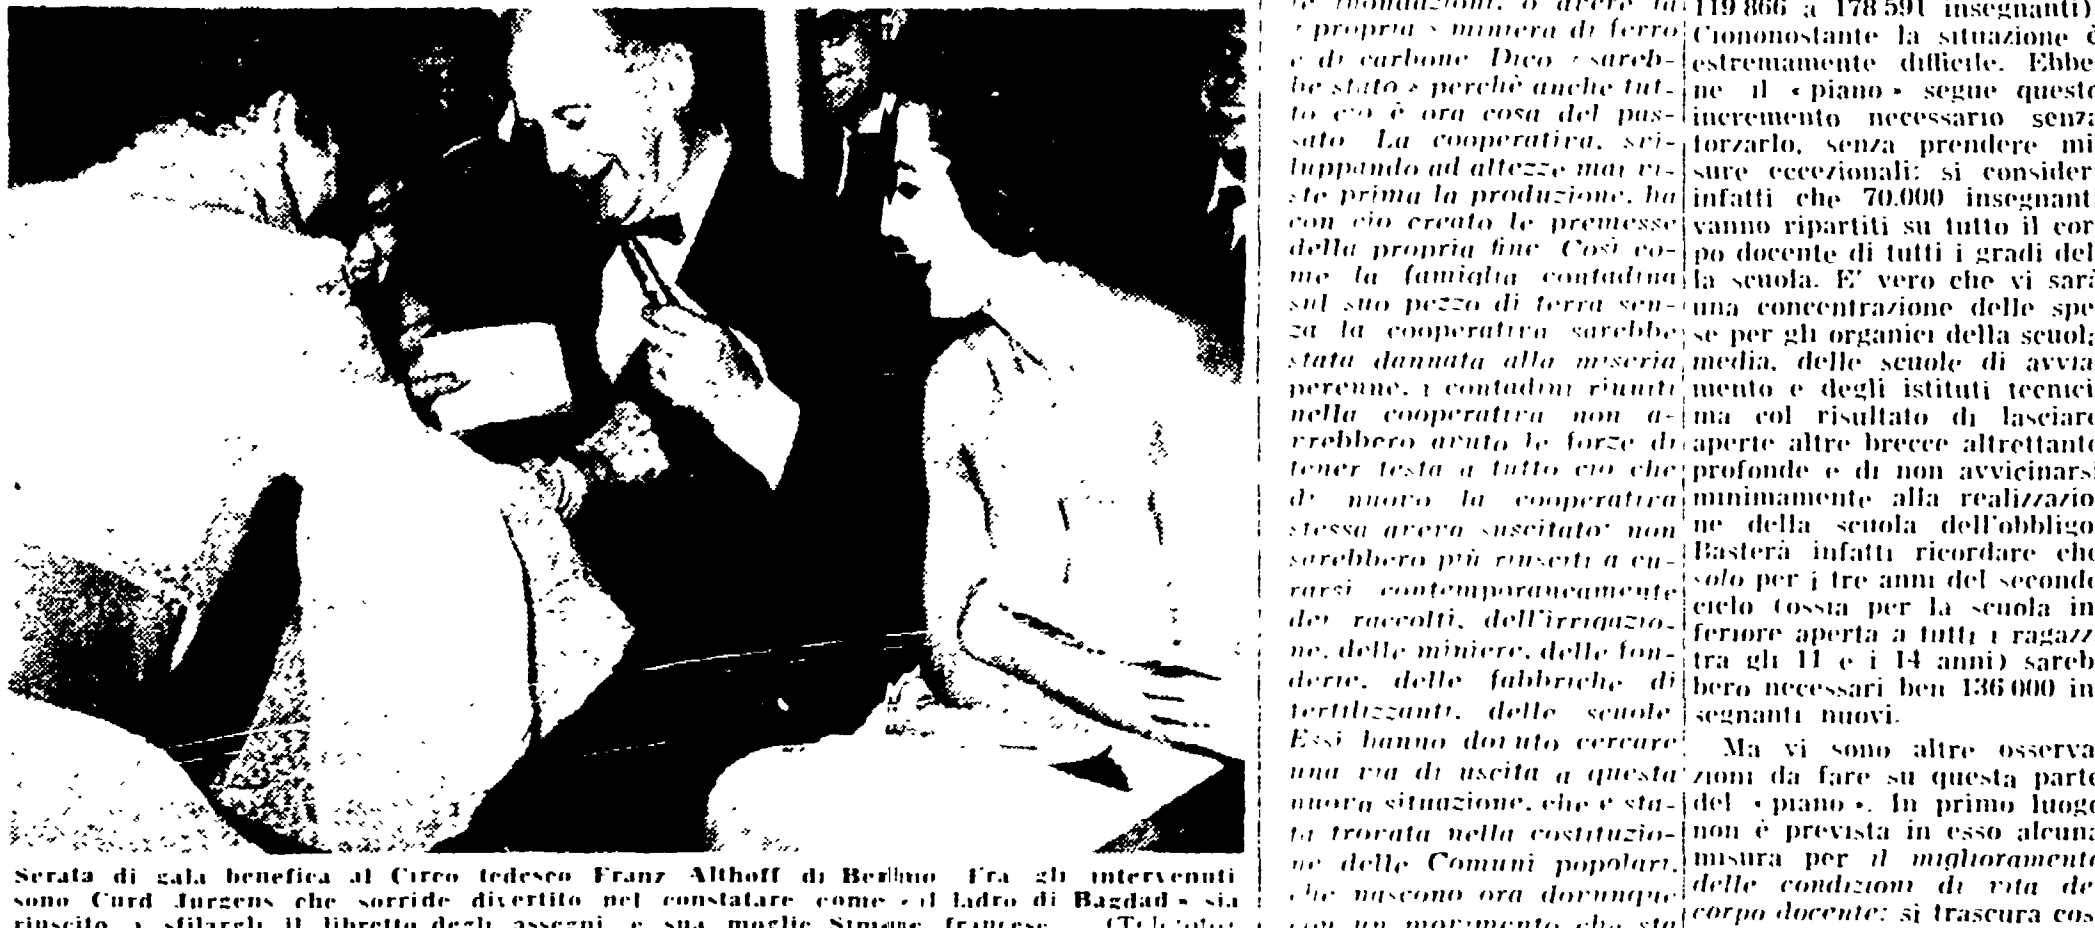 Serata di gala benefica al Circo tedesco Franz Althoff di Berlino Fra gli intervenuti
sono Curd Jurgens che sorride divertito nel constatare come « il ladro di Bagdad » sia
riuscito a sfilargli il libretto degli assegni e sua moglie Simone francese
le inondazioni, o avere la
« propria » miniera di ferro
e di carbone Dico « sareb-
be stato » perchè anche tut-
to ciò è ora cosa del pas-
sato La cooperativa, svi-
luppando ad altezze mai vi-
ste prima la produzione, ha
con ciò creato le premesse
della propria fine Così co-
me la famiglia contadina
sul suo pezzo di terra sen-
za la cooperativa sarebbe
stata dannata alla miseria
perenne, i contadini riuniti
nella cooperativa non a-
vrebbero avuto le forze di
tener testa a tutto ciò che
di nuovo la cooperativa
stessa aveva suscitato: non
sarebbero più riusciti a cu-
rarsi contemporaneamente
dei raccolti, dell'irrigazio-
ne, delle miniere, delle fon-
derie, delle fabbriche di
fertilizzanti, delle scuole
Essi hanno dovuto cercare
una via di uscita a questa
nuova situazione, che è sta-
ta trovata nella costituzio-
ne delle Comuni popolari,
che nascono ora dovunque
con un movimento che sta
119 866 a 178 591 insegnanti)
Ciononostante la situazione è
estremamente difficile. Ebbe
ne il « piano » segue questo
incremento necessario senza
forzarlo, senza prendere mi
sure eccezionali: si consider
infatti che 70.000 insegnanti
vanno ripartiti su tutto il cor
po docente di tutti i gradi del
la scuola. E' vero che vi sarà
una concentrazione delle spe
se per gli organici della scuola
media, delle scuole di avvia
mento e degli istituti tecnici
ma col risultato di lasciare
aperte altre brecce altrettanto
profonde e di non avvicinarsi
minimamente alla realizzazio
ne della scuola dell'obbligo
Basterà infatti ricordare che
solo per i tre anni del secondo
ciclo (ossia per la scuola in
feriore aperta a tutti i ragazzi
tra gli 11 e i 14 anni) sareb
bero necessari ben 136 000 in
segnanti nuovi.
Ma vi sono altre osserva
zioni da fare su questa parte
del « piano ». In primo luogo
non è prevista in esso alcuna
misura per il miglioramento
delle condizioni di vita de
corpo docente: si trascura cos